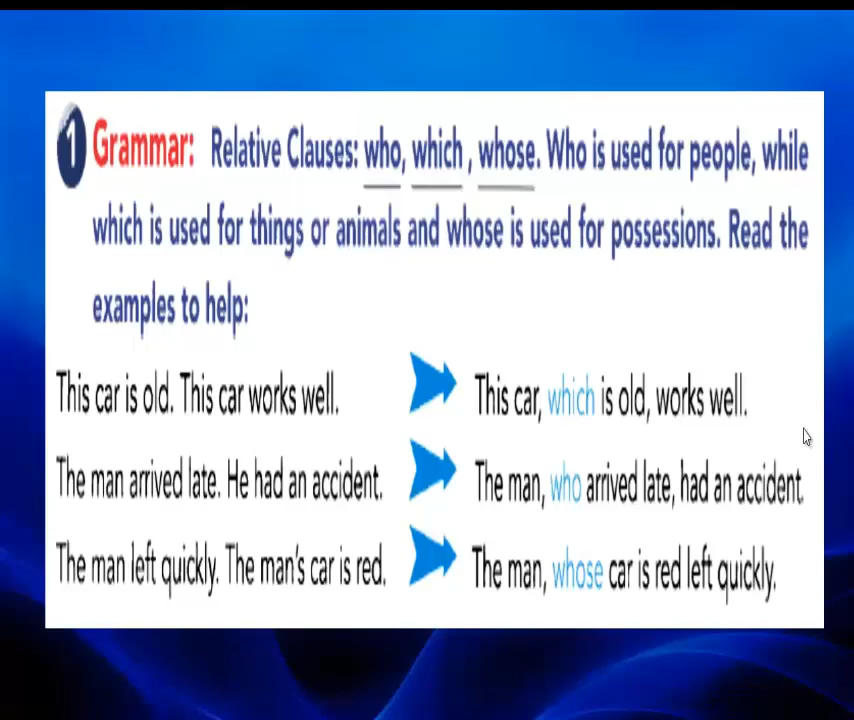 1 Grammar: Relative Clauses: who, which , whose. Who is used for people, while
which is used for things or animals and whose is used for possessions. Read the
examples to help:
This car is old. This car works well. This car, which is old, works well.
The man arrived late. He had an accident. The man, who arrived late, had an accident.
The man left quickly. The man's car is red. The man, whose car is red left quickly.